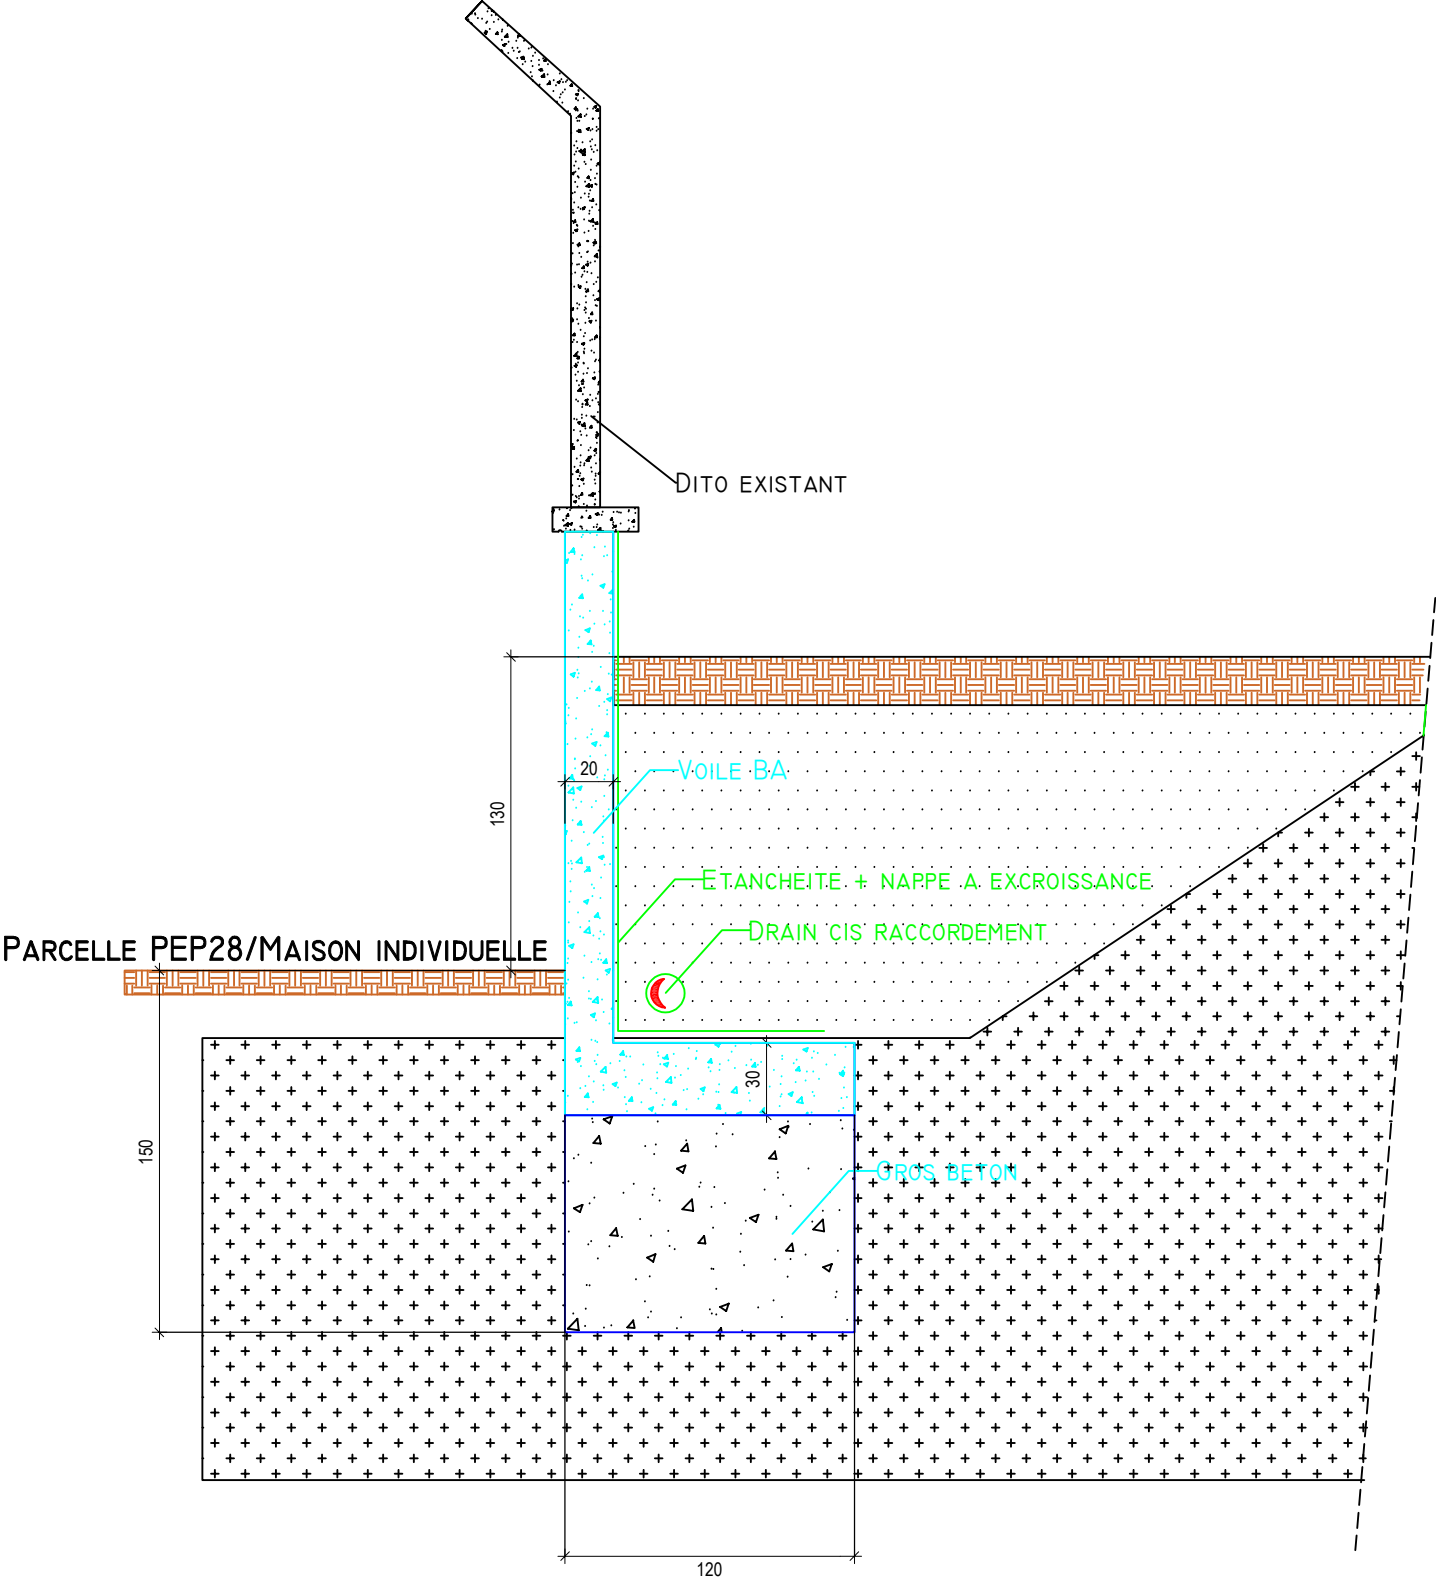 DITO EXISTANT
20
VOILE BA
130
ETANCHEITE + NAPPE A EXCROISSANCE
DRAIN CIS RACCORDEMENT
PARCELLE PEP28/MAISON INDIVIDUELLE
30
150
GROS BETON
120